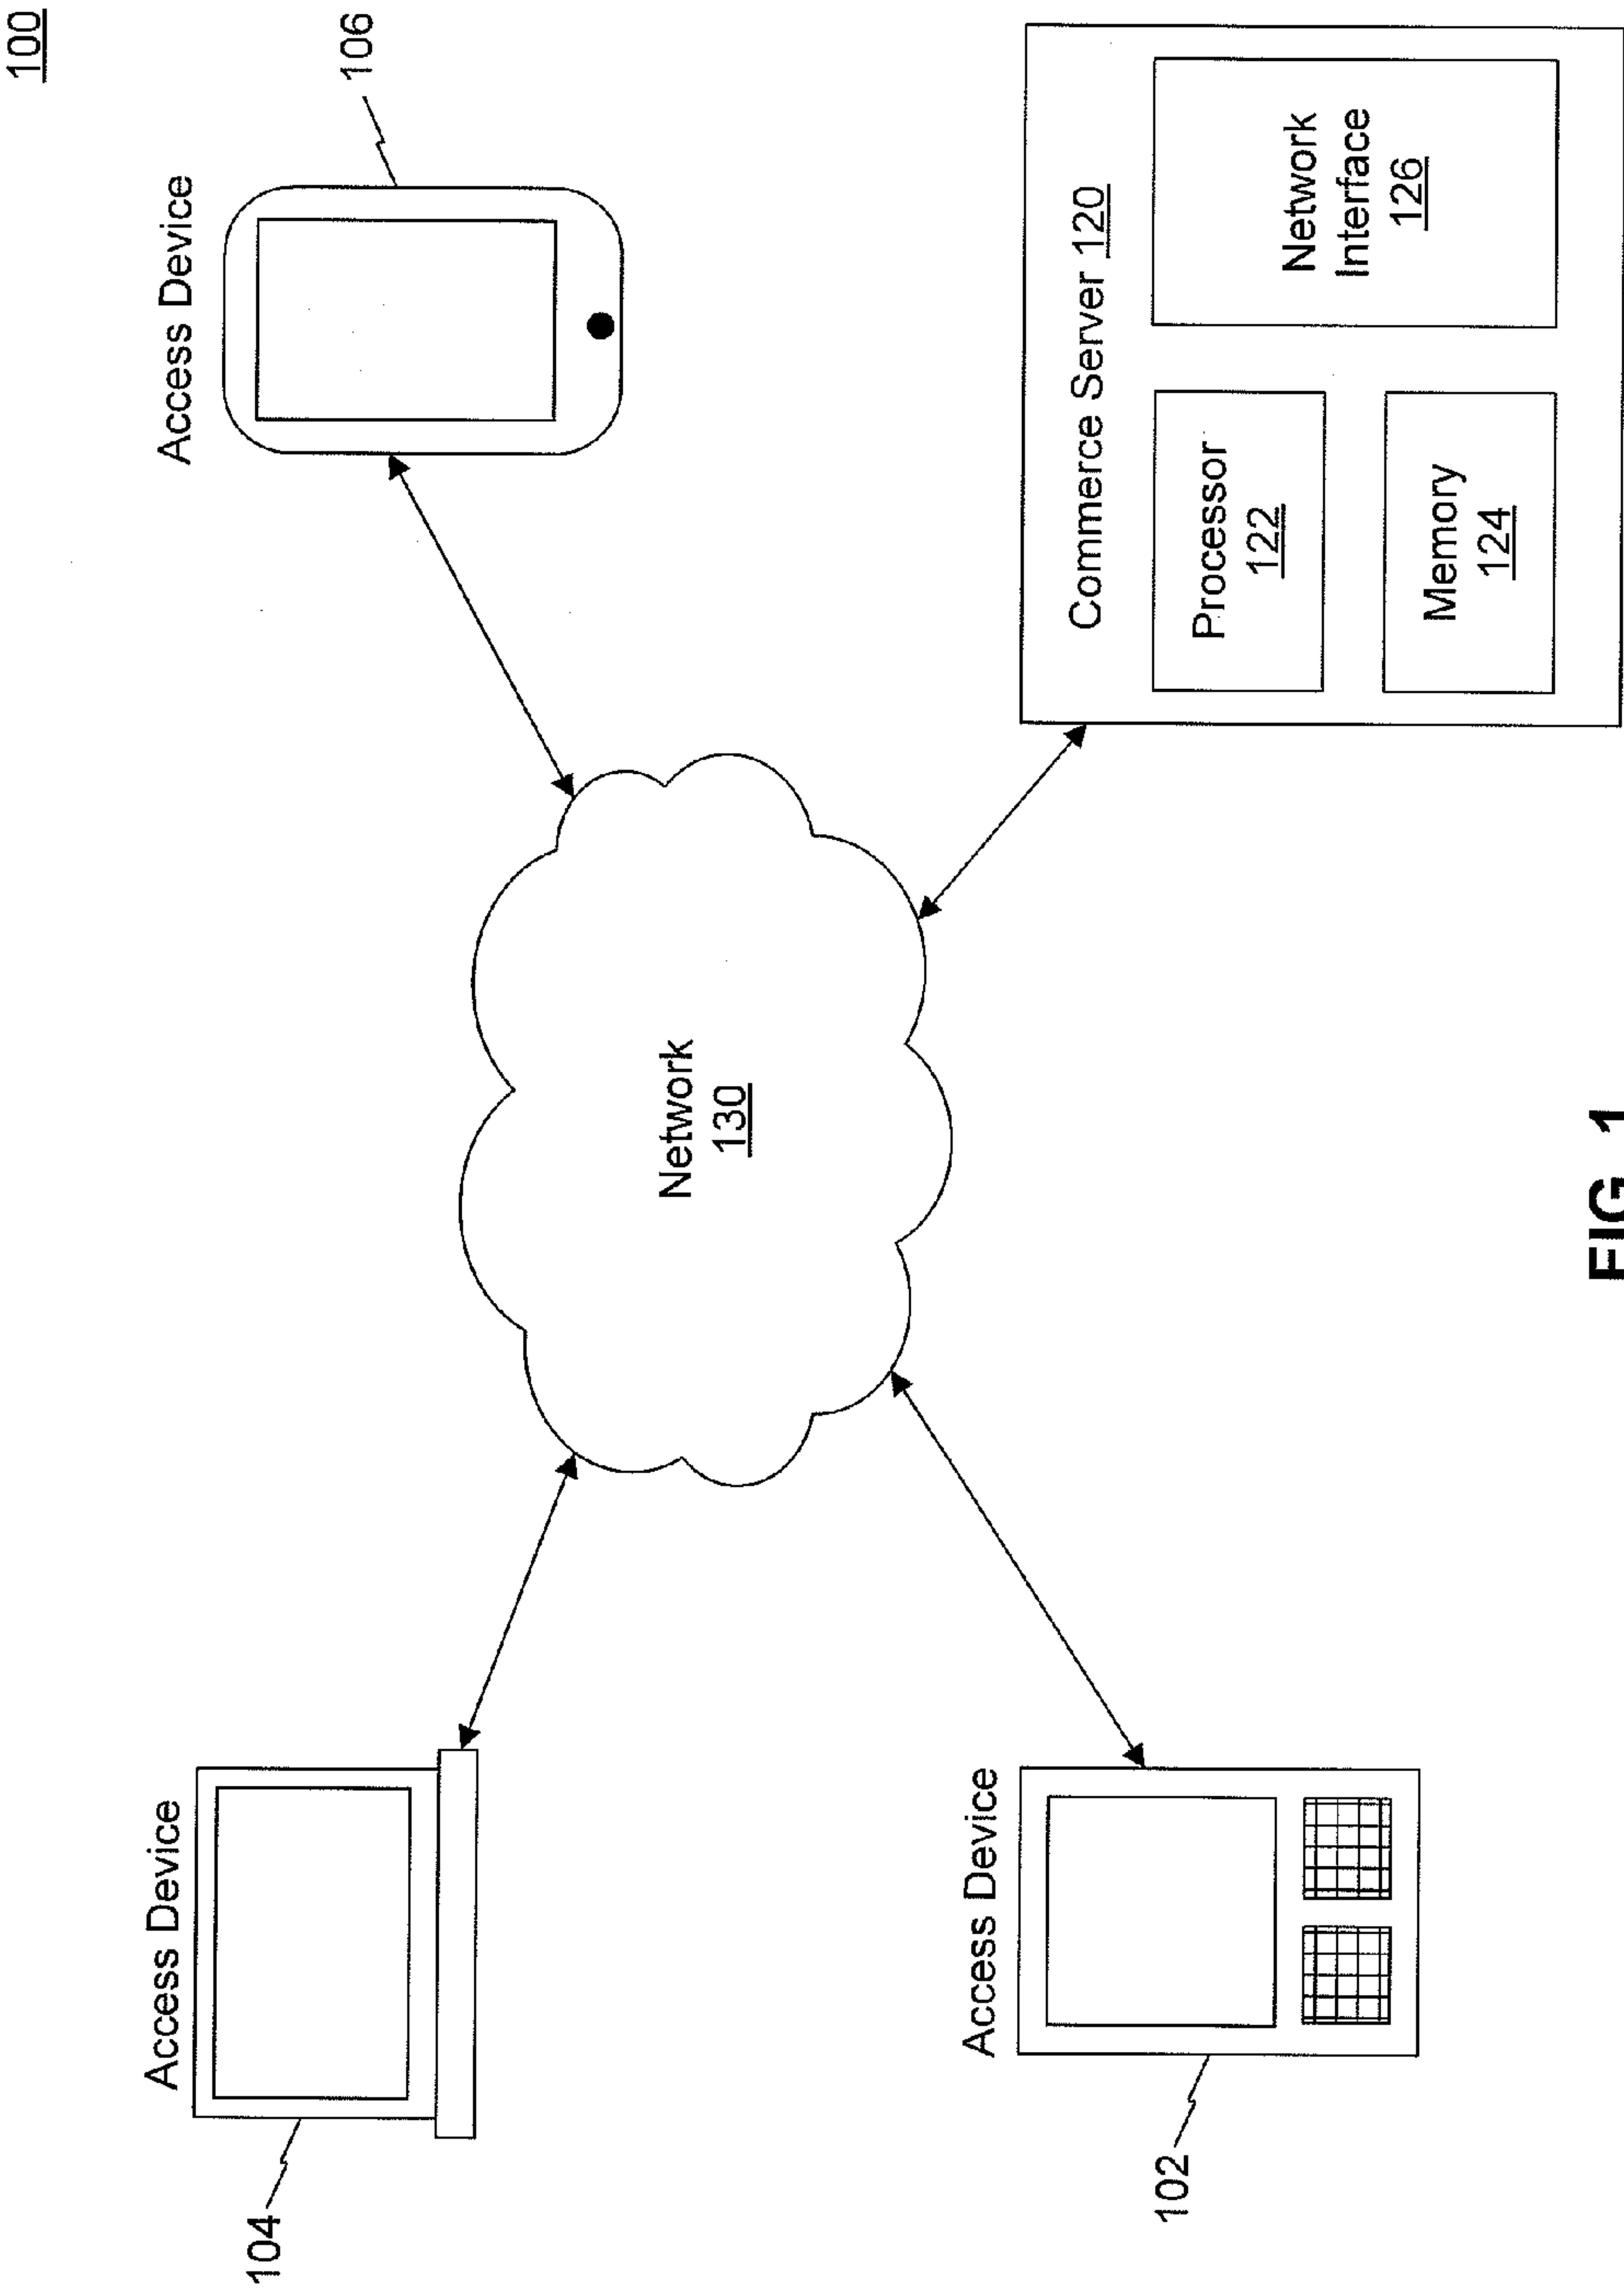 100
Access Device
106
Access Device
104
Network
130
Access Device
102
Commerce Server 120
Processor
122
Memory
124
Network
Interface
126
FIG. 1